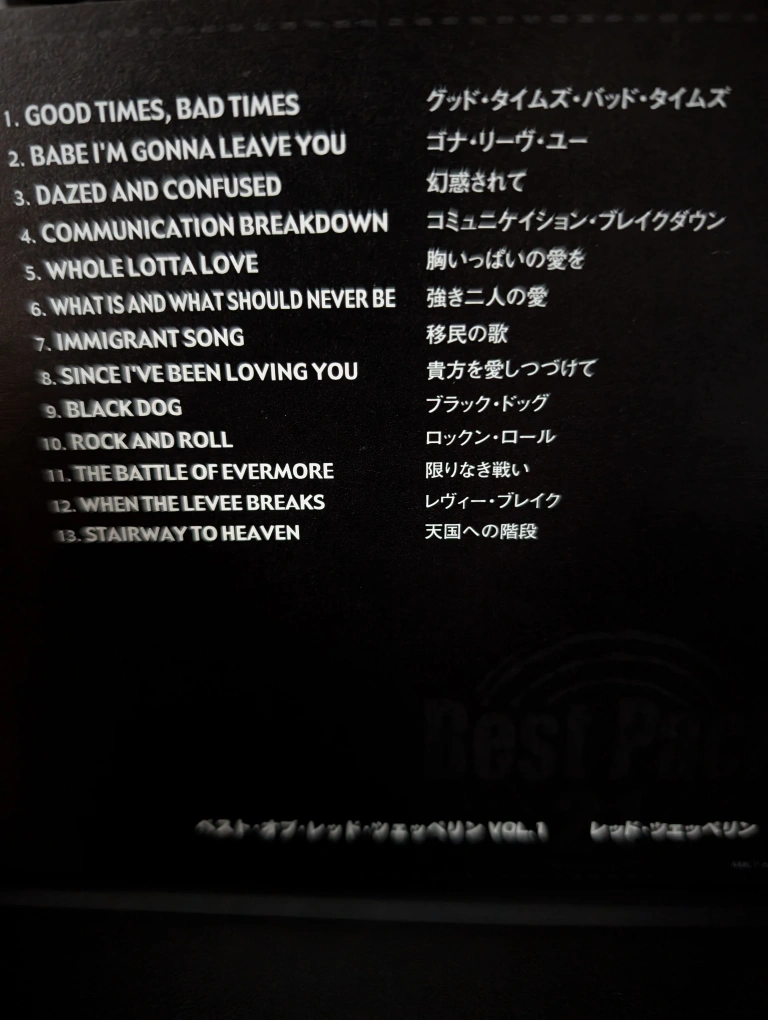 1. GOOD TIMES, BAD TIMES グッド・タイムズ・バッド・タイムズ
2. BABE I'M GONNA LEAVE YOU ゴナ・リーヴ・ユー
3. DAZED AND CONFUSED 幻惑されて
4. COMMUNICATION BREAKDOWN コミュニケイション・ブレイクダウン
5. WHOLE LOTTA LOVE 胸いっぱいの愛を
6. WHAT IS AND WHAT SHOULD NEVER BE 強き二人の愛
7. IMMIGRANT SONG 移民の歌
8. SINCE I'VE BEEN LOVING YOU 貴方を愛しつづけて
9. BLACK DOG ブラック・ドッグ
10. ROCK AND ROLL ロックン・ロール
11. THE BATTLE OF EVERMORE 限りなき戦い
12. WHEN THE LEVEE BREAKS レヴィー・ブレイク
13. STAIRWAY TO HEAVEN 天国への階段
Best
ベスト・オブ・レッド・ツェッペリン VOL.1 レッド・ツェッペリン